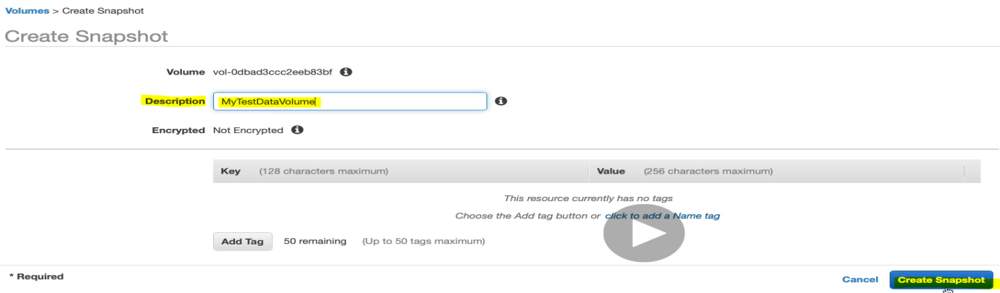 Volumes > Create Snapshot
Create Snapshot
Volume vol-0dbad3ccc2eeb83bf
Description MyTestDataVolume
Encrypted Not Encrypted
Key (128 characters maximum) Value (256 characters maximum)
This resource currently has no tags
Choose the Add tag button or click to add a Name tag
Add Tag 50 remaining (Up to 50 tags maximum)
* Required
Cancel Create Snapshot